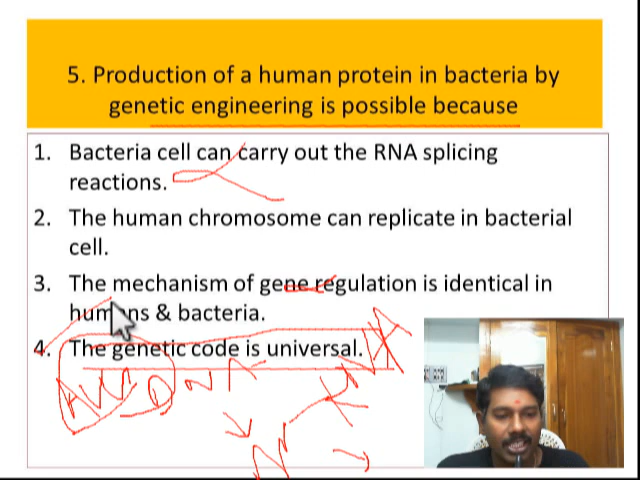 5. Production of a human protein in bacteria by
genetic engineering is possible because
1. Bacteria cell can carry out the RNA splicing
reactions.
2. The human chromosome can replicate in bacterial
cell.
3. The mechanism of gene regulation is identical in
humans & bacteria.
4. The genetic code is universal.
AUG DNA